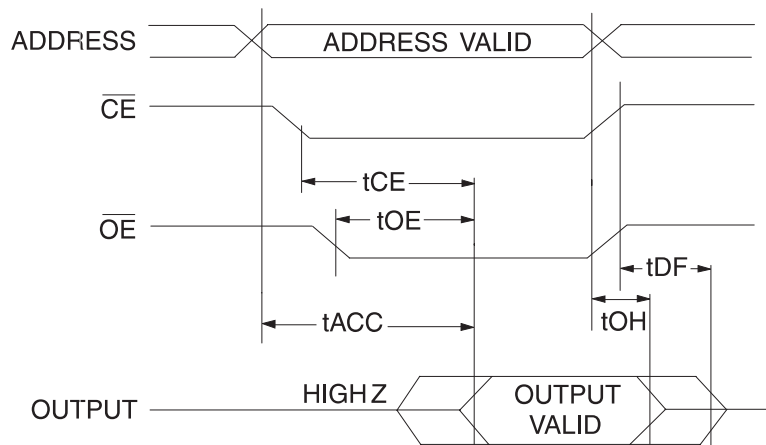 ADDRESS
ADDRESS VALID
CE
tCE
tOE
OE
tDF
tACC
tOH
HIGH Z
OUTPUT
OUTPUT
VALID